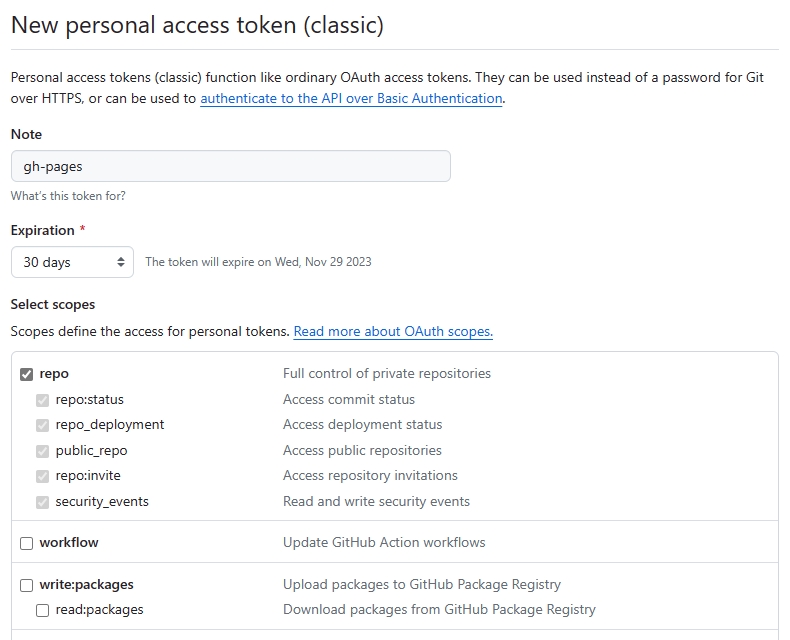 New personal access token (classic)
Personal access tokens (classic) function like ordinary OAuth access tokens. They can be used instead of a password for Git
over HTTPS, or can be used to authenticate to the API over Basic Authentication.
Note
gh-pages
What's this token for?
Expiration *
30 days The token will expire on Wed, Nov 29 2023
Select scopes
Scopes define the access for personal tokens. Read more about OAuth scopes.
repo Full control of private repositories
repo:status Access commit status
repo_deployment Access deployment status
public_repo Access public repositories
repo:invite Access repository invitations
security_events Read and write security events
workflow Update GitHub Action workflows
write:packages Upload packages to GitHub Package Registry
read:packages Download packages from GitHub Package Registry